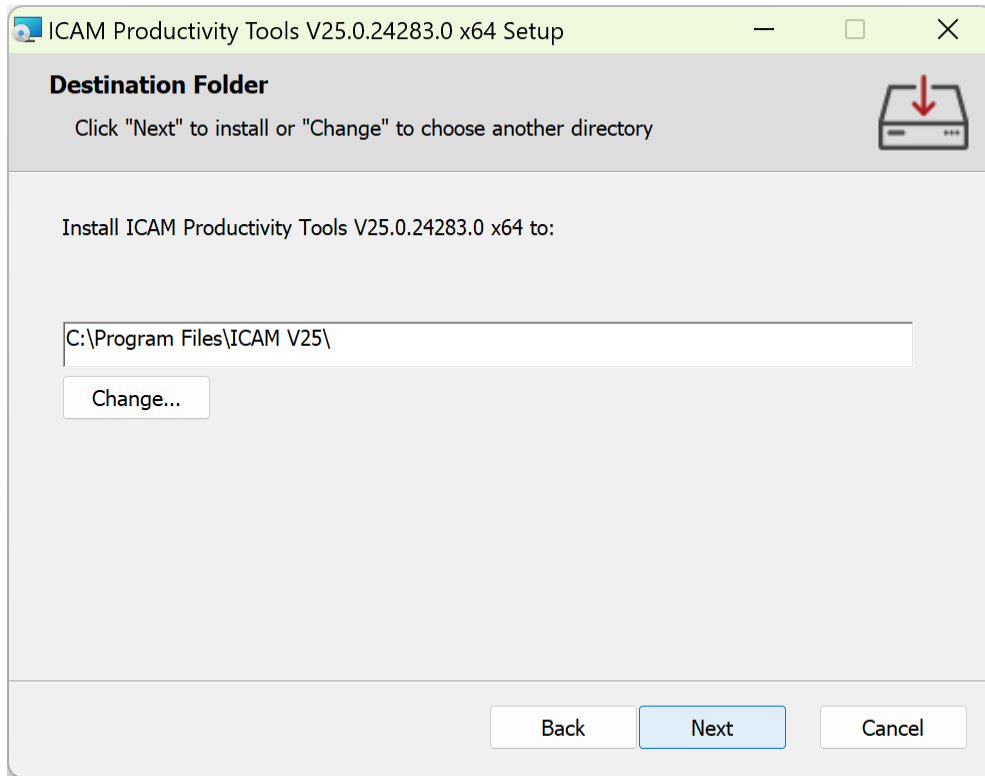 ICAM Productivity Tools V25.0.24283.0 x64 Setup
Destination Folder
Click "Next" to install or "Change" to choose another directory
Install ICAM Productivity Tools V25.0.24283.0 x64 to:
C:\Program Files\ICAM V25\
Change...
Back Next Cancel